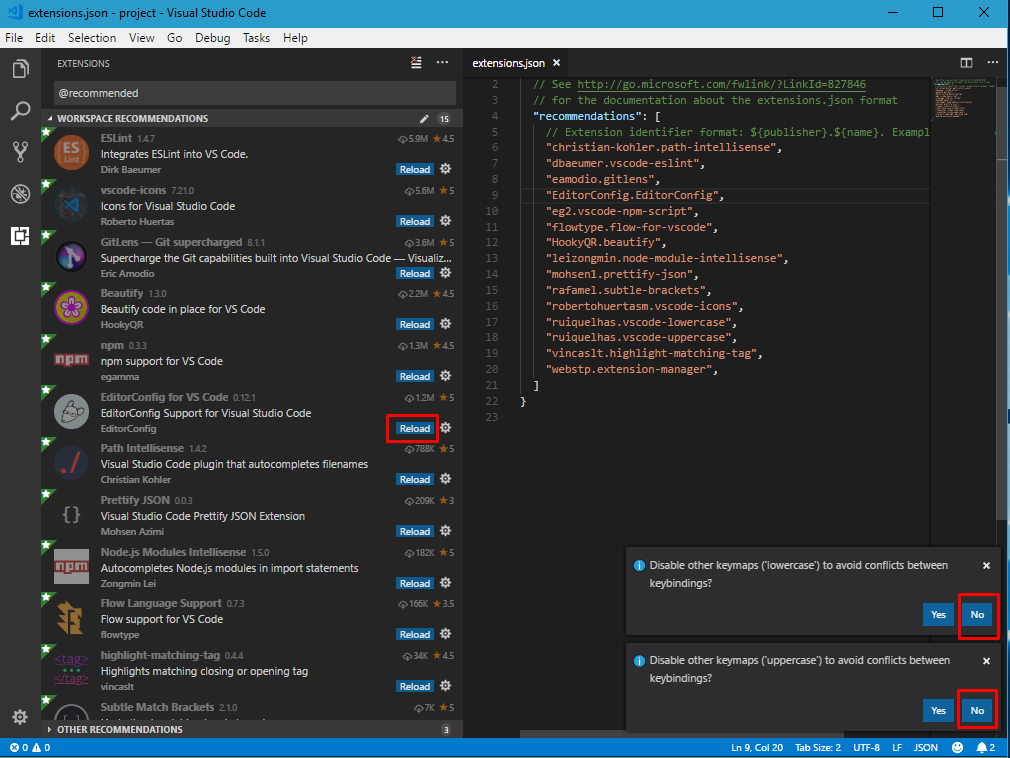 extensions.json - project - Visual Studio Code
File Edit Selection View Go Debug Tasks Help
EXTENSIONS
@recommended
WORKSPACE RECOMMENDATIONS 15
ESLint 1.4.7 5.9M 4.5
Integrates ESLint into VS Code.
Dirk Baeumer Reload
ES
Lint
vscode-icons 7.21.0 5.6M 5
Icons for Visual Studio Code
Roberto Huertas Reload
GitLens — Git supercharged 8.1.1 3.6M 5
Supercharge the Git capabilities built into Visual Studio Code — Visualiz...
Eric Amodio Reload
Beautify 1.3.0 2.2M 4.5
Beautify code in place for VS Code
HookyQR Reload
npm 0.3.3 1.3M 4.5
npm
npm support for VS Code
egamma Reload
EditorConfig for VS Code 0.12.1 1.2M 5
EditorConfig Support for Visual Studio Code
EditorConfig Reload
Path Intellisense 1.4.2 788K 5
./
Visual Studio Code plugin that autocompletes filenames
Christian Kohler Reload
Prettify JSON 0.0.3 209K 3
{}
Visual Studio Code Prettify JSON Extension
Mohsen Azimi Reload
Node.js Modules Intellisense 1.5.0 182K 5
npm
Autocompletes Node.js modules in import statements
Zongmin Lei Reload
Flow Language Support 0.7.3 166K 3.5
Flow support for VS Code
flowtype Reload
highlight-matching-tag 0.4.4 34K 4.5
<tag>
...
</tag>
Highlights matching closing or opening tag
vincaslt Reload
Subtle Match Brackets 2.1.0 7K 5
OTHER RECOMMENDATIONS 3
extensions.json
2 // See http://go.microsoft.com/fwlink/?LinkId=827846
3 // for the documentation about the extensions.json format
4 "recommendations": [
5 // Extension identifier format: ${publisher}.${name}. Exampl
6 "christian-kohler.path-intellisense",
7 "dbaeumer.vscode-eslint",
8 "eamodio.gitlens",
9 "EditorConfig.EditorConfig",
10 "eg2.vscode-npm-script",
11 "flowtype.flow-for-vscode",
12 "HookyQR.beautify",
13 "leizongmin.node-module-intellisense",
14 "mohsen1.prettify-json",
15 "rafamel.subtle-brackets",
16 "robertohuertasm.vscode-icons",
17 "ruiquelhas.vscode-lowercase",
18 "ruiquelhas.vscode-uppercase",
19 "vincaslt.highlight-matching-tag",
20 "webstp.extension-manager",
21 ]
22 }
23
Disable other keymaps ('lowercase') to avoid conflicts between
keybindings?
Yes No
Disable other keymaps ('uppercase') to avoid conflicts between
keybindings?
Yes No
0 0 Ln 9, Col 20 Tab Size: 2 UTF-8 LF JSON 2